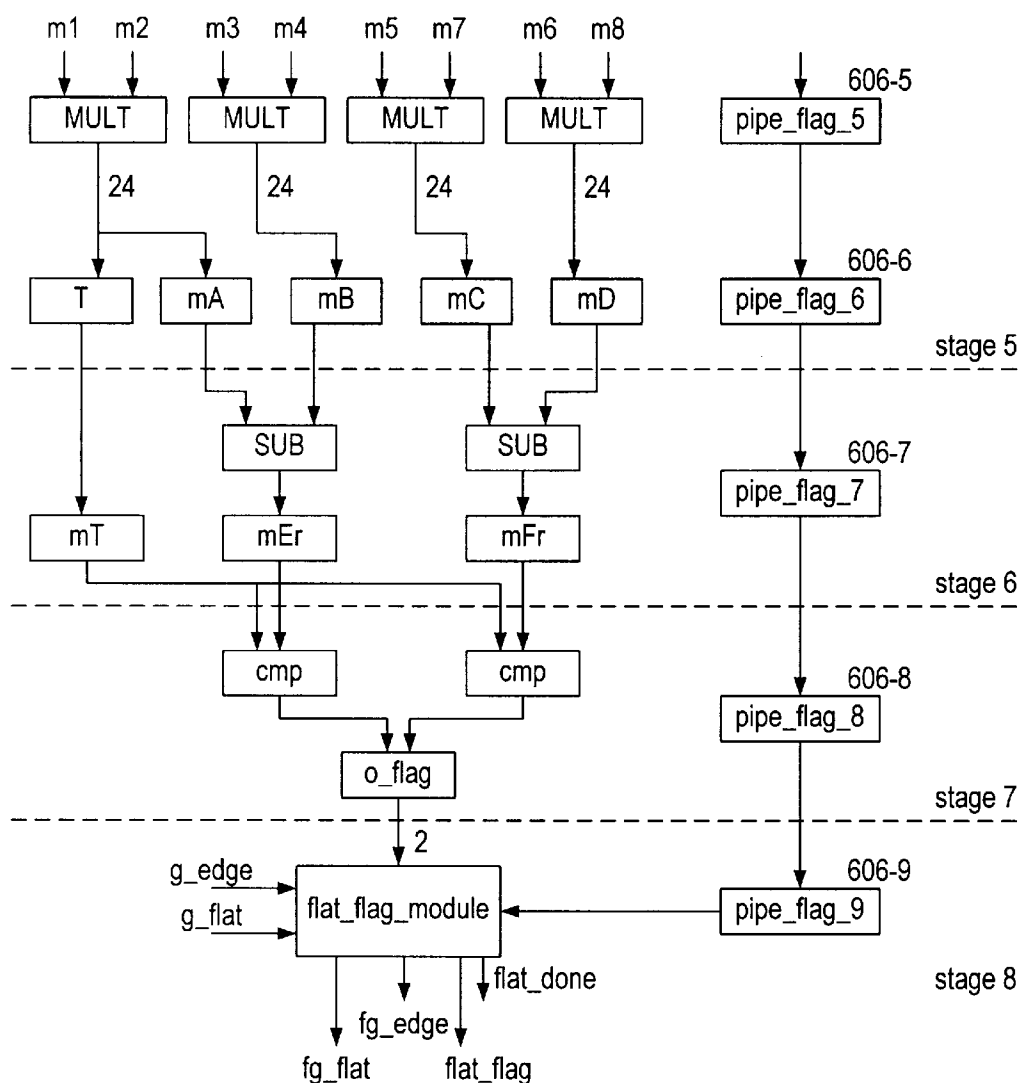 m1 m2 m3 m4 m5 m7 m6 m8
606-5
MULT MULT MULT MULT pipe_flag_5
24 24 24 24
606-6
T mA mB mC mD pipe_flag_6
stage 5
SUB SUB
606-7
pipe_flag_7
mT mEr mFr
stage 6
cmp cmp
606-8
pipe_flag_8
o_flag
stage 7
2
g_edge
606-9
g_flat
flat_flag_module
pipe_flag_9
flat_done
stage 8
fg_edge
fg_flat flat_flag